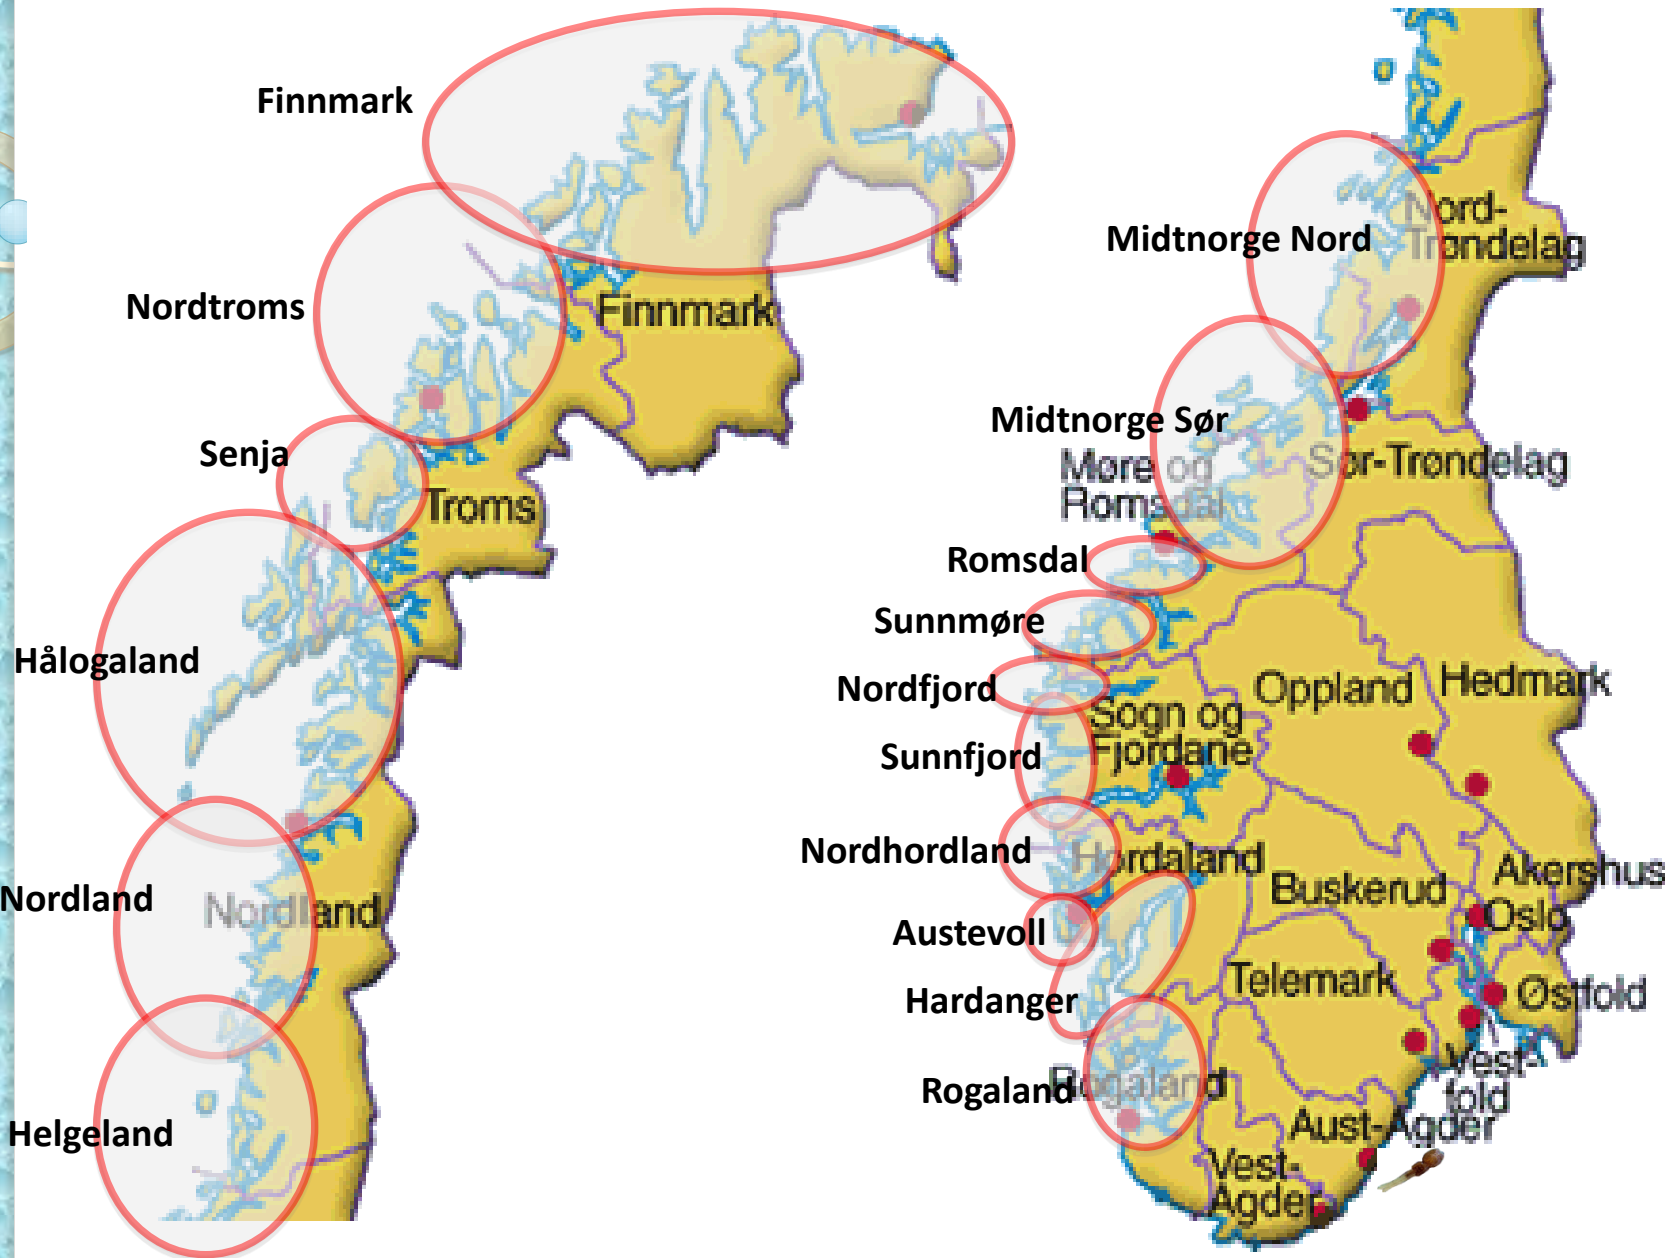 Finnmark
Nordtroms
Finnmark
Senja
Troms
Hålogaland
Nordland
Nordland
Helgeland
Nord-
Trøndelag
Midtnorge Nord
Midtnorge Sør
Møre og
Romsdal
Sør-Trøndelag
Romsdal
Sunnmøre
Nordfjord
Oppland
Hedmark
Sogn og
Fjordane
Sunnfjord
Nordhordland
Hordaland
Buskerud
Akershus
Oslo
Austevoll
Telemark
Østfold
Hardanger
Rogaland
Rogaland
Vest-
fold
Aust-Agder
Vest-
Agder